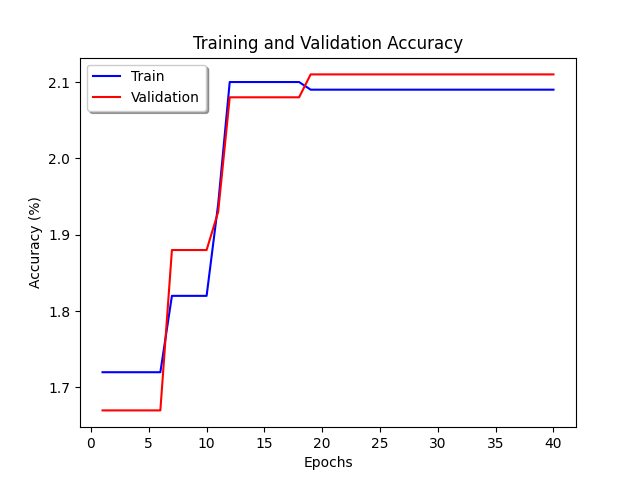 Training and Validation Accuracy
Train
Validation
Accuracy (%)
2.1
2.0
1.9
1.8
1.7
0 5 10 15 20 25 30 35 40
Epochs